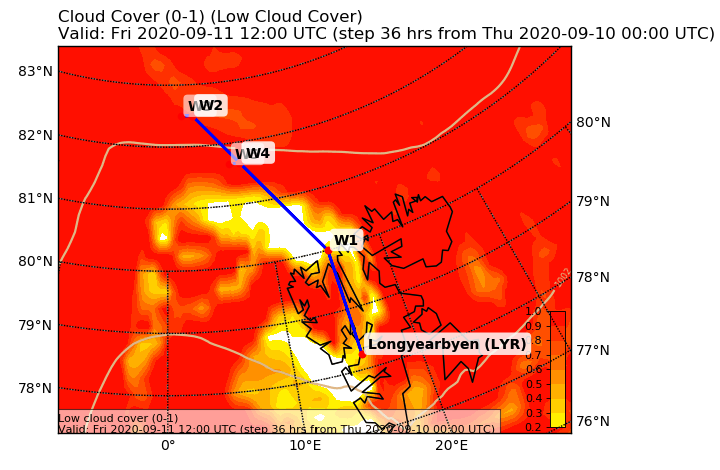 Cloud Cover (0-1) (Low Cloud Cover)
Valid: Fri 2020-09-11 12:00 UTC (step 36 hrs from Thu 2020-09-10 00:00 UTC)
83°N
82°N
81°N
80°N
79°N
78°N
80°N
79°N
78°N
77°N
76°N
W2
W4
W1
Longyearbyen (LYR)
1002
1.0
0.9
0.8
0.7
0.6
0.5
0.4
0.3
0.2
Low cloud cover (0-1)
Valid: Fri 2020-09-11 12:00 UTC (step 36 hrs from Thu 2020-09-10 00:00 UTC)
0°
10°E
20°E